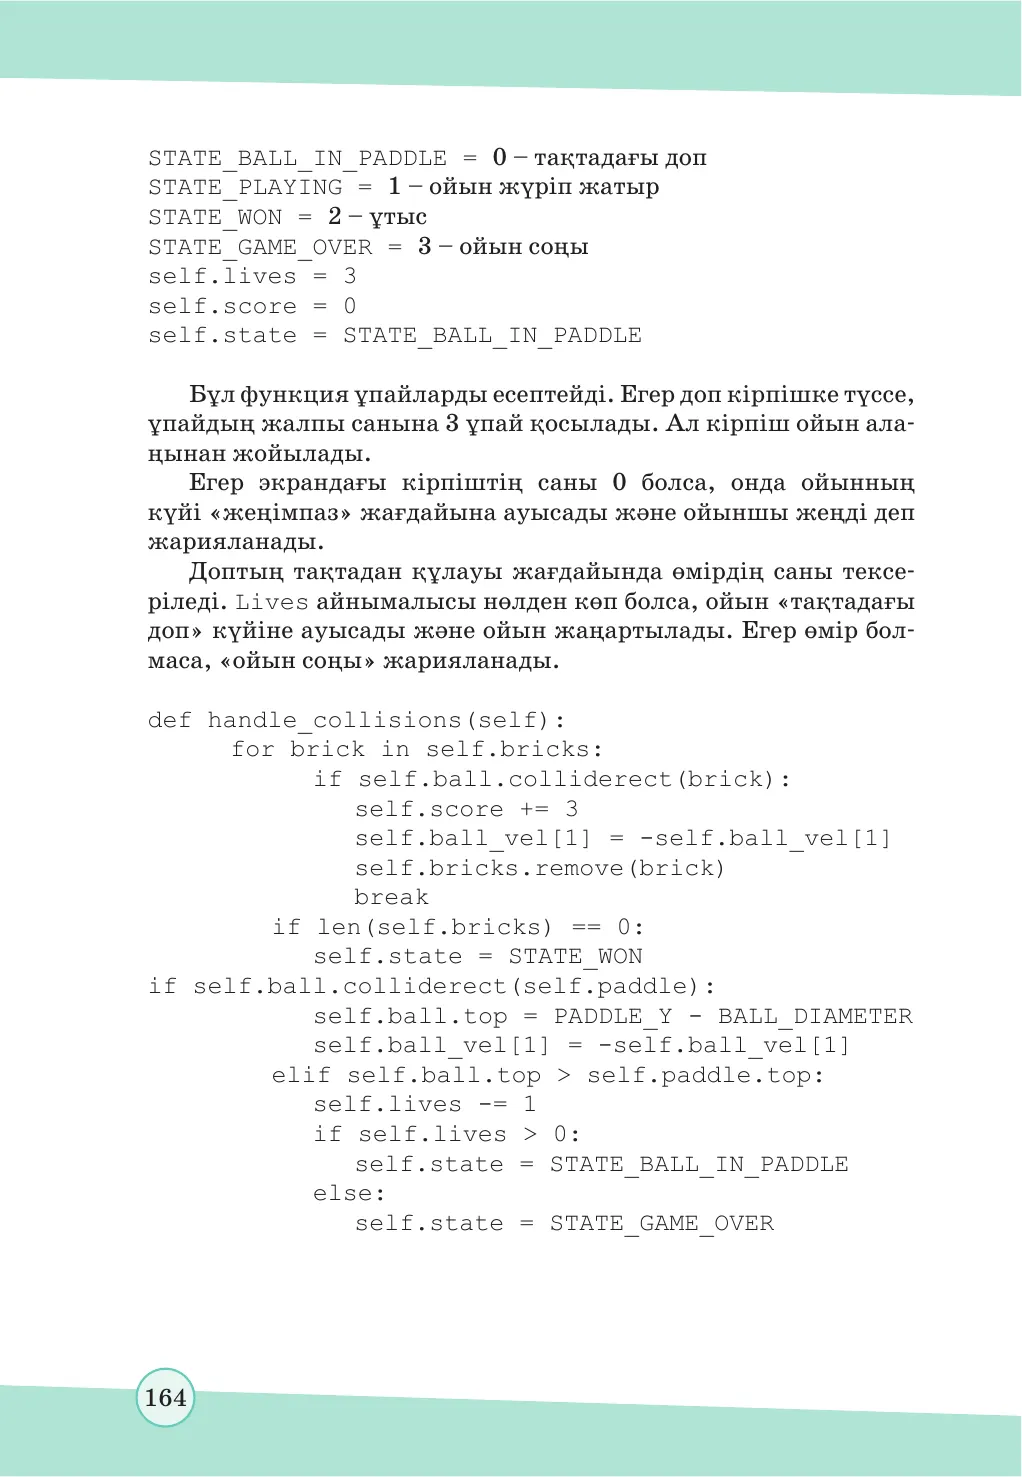 STATE_BALL_IN_PADDLE = 0 – тақтадағы доп
STATE_PLAYING = 1 – ойын жүріп жатыр
STATE_WON = 2 – ұтыс
STATE_GAME_OVER = 3 – ойын соңы
self.lives = 3
self.score = 0
self.state = STATE_BALL_IN_PADDLE
Бұл функция ұпайларды есептейді. Егер доп кірпішке түссе,
ұпайдың жалпы санына 3 ұпай қосылады. Ал кірпіш ойын ала-
ңынан жойылады.
Егер экрандағы кірпіштің саны 0 болса, онда ойынның
күйі «жеңімпаз» жағдайына ауысады және ойыншы жеңді деп
жарияланады.
Доптың тақтадан құлауы жағдайында өмірдің саны тексе-
ріледі. Lives айнымалысы нөлден көп болса, ойын «тақтадағы
доп» күйіне ауысады және ойын жаңартылады. Егер өмір бол-
маса, «ойын соңы» жарияланады.
def handle_collisions(self):
for brick in self.bricks:
if self.ball.colliderect(brick):
self.score += 3
self.ball_vel[1] = -self.ball_vel[1]
self.bricks.remove(brick)
break
if len(self.bricks) == 0:
self.state = STATE_WON
if self.ball.colliderect(self.paddle):
self.ball.top = PADDLE_Y - BALL_DIAMETER
self.ball_vel[1] = -self.ball_vel[1]
elif self.ball.top > self.paddle.top:
self.lives -= 1
if self.lives > 0:
self.state = STATE_BALL_IN_PADDLE
else:
self.state = STATE_GAME_OVER
164